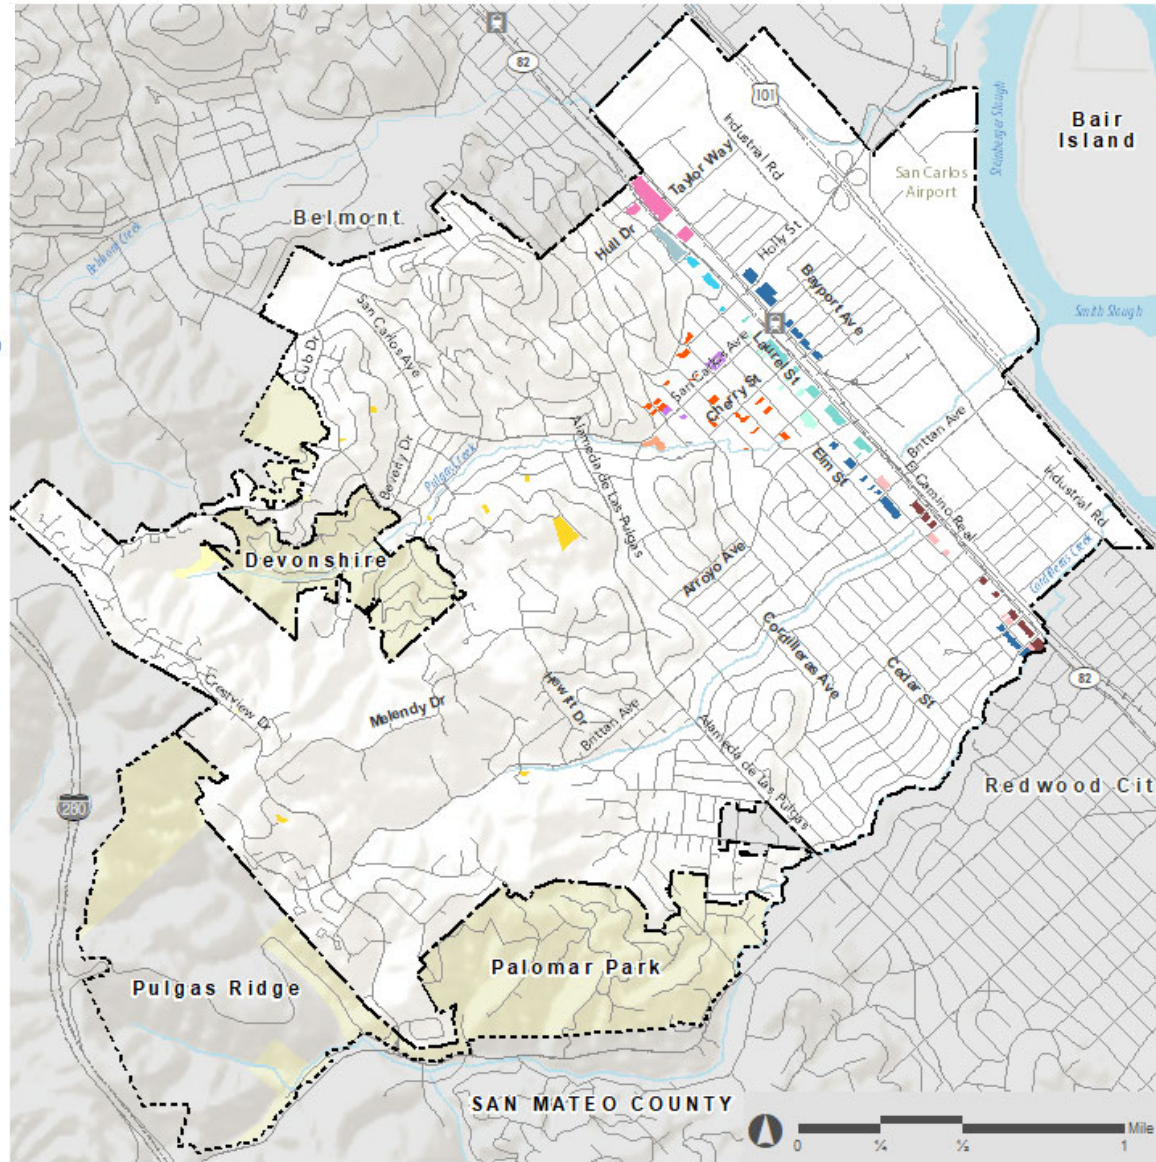 82
101
Bair
Island
Steinberger Slough
Industrial Rd
Taylor Way
San Carlos
Airport
Belmont
Hull Dr
Holly St
Belmont Creek
Bayport Ave
Smith Slough
San Carlos Ave
Club Dr
Laurel St
San Carlos Ave
Cherry St
Alameda de Las Pulgas
Beverly Dr
Pulgas Creek
Brittan Ave
Elm St
El Camino Real
Industrial Rd
Devonshire
Arroyo Ave
Cordilleras Creek
Cordilleras Ave
Cedar St
82
Crestview Dr
Melendy Dr
Hewitt Dr
Brittan Ave
Alameda de Las Pulgas
Redwood Cit
280
Palomar Park
Pulgas Ridge
SAN MATEO COUNTY
0
¼
½
1
Mile